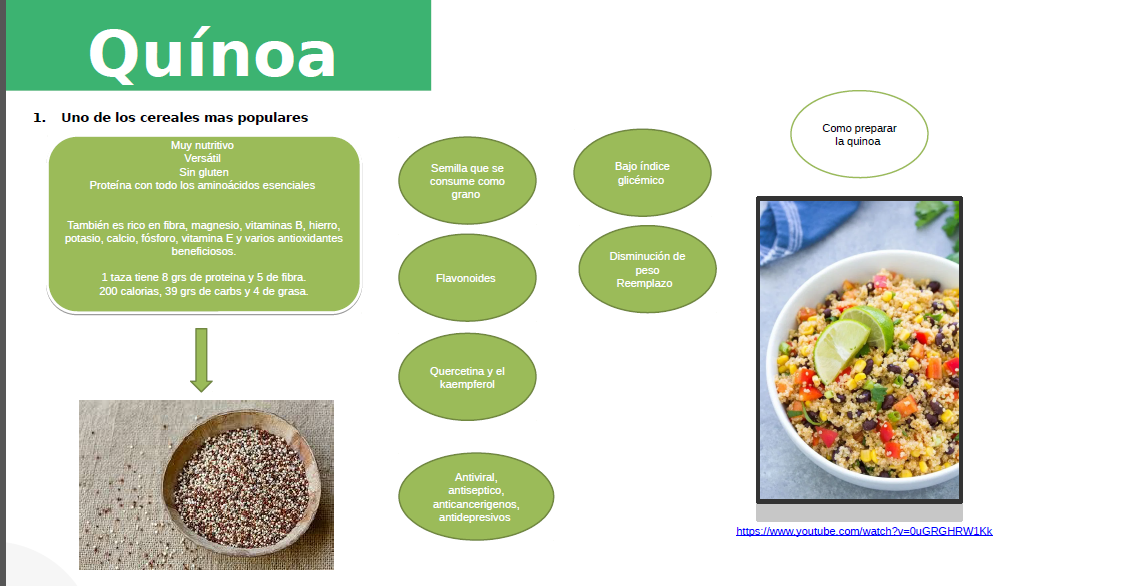 Quínoa
1. Uno de los cereales mas populares
Muy nutritivo
Versátil
Sin gluten
Proteína con todo los aminoácidos esenciales
También es rico en fibra, magnesio, vitaminas B, hierro,
potasio, calcio, fósforo, vitamina E y varios antioxidantes
beneficiosos.
1 taza tiene 8 grs de proteina y 5 de fibra.
200 calorias, 39 grs de carbs y 4 de grasa.
Semilla que se
consume como
grano
Flavonoides
Quercetina y el
kaempferol
Antiviral,
antiseptico,
anticancerigenos,
antidepresivos
Bajo índice
glicémico
Disminución de
peso
Reemplazo
Como preparar
la quinoa
https://www.youtube.com/watch?v=0uGRGHRW1Kk